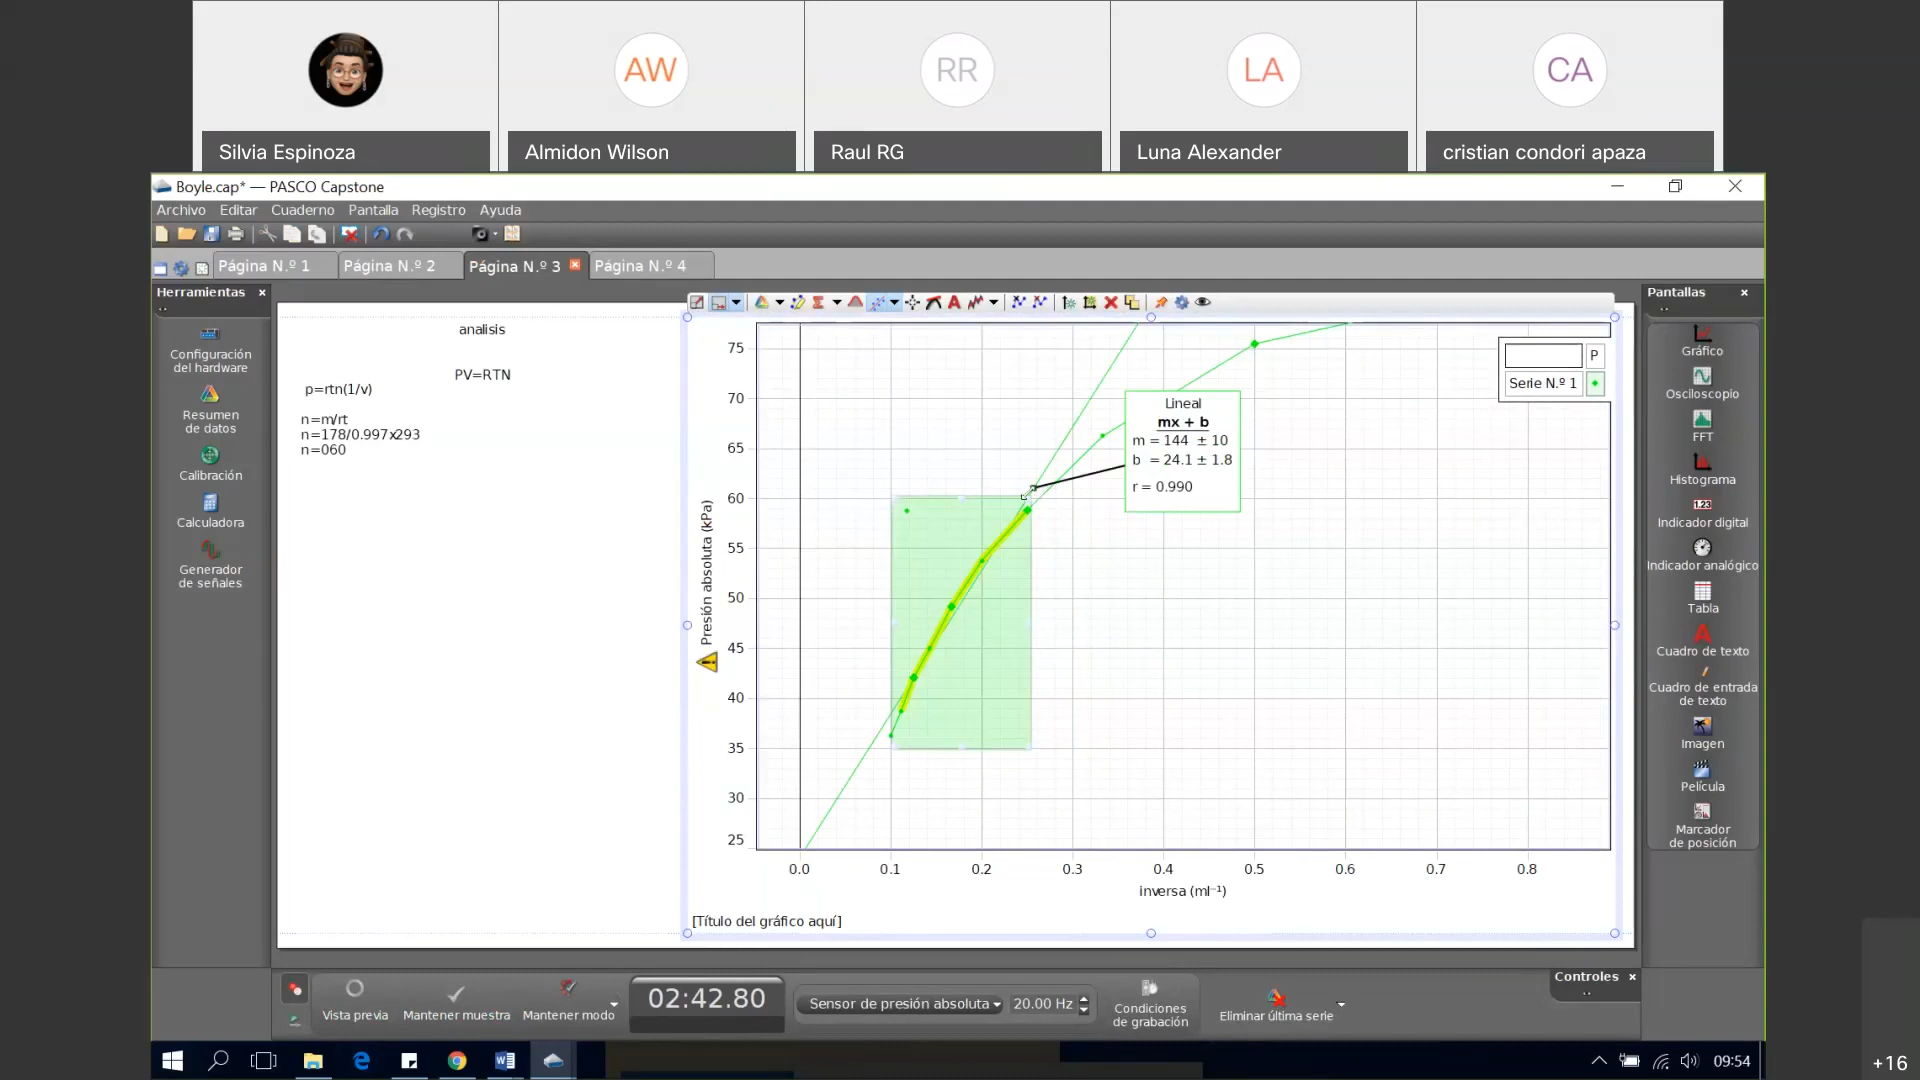 AW
RR
LA
CA
Silvia Espinoza
Almidon Wilson
Raul RG
Luna Alexander
cristian condori apaza
Boyle.cap* — PASCO Capstone
Archivo Editar Cuaderno Pantalla Registro Ayuda
Página N.º 1
Página N.º 2
Página N.º 3
Página N.º 4
Herramientas
Configuración
del hardware
Resumen
de datos
Calibración
Calculadora
Generador
de señales
analisis
PV=RTN
p=rtn(1/v)
n=m/rt
n=178/0.997x293
n=060
Presión absoluta (kPa)
75
70
65
60
55
50
45
40
35
30
25
0.0 0.1 0.2 0.3 0.4 0.5 0.6 0.7 0.8
inversa (ml⁻¹)
[Título del gráfico aquí]
Lineal
mx + b
m = 144 ± 10
b = 24.1 ± 1.8
r = 0.990
P
Serie N.º 1
Pantallas
Gráfico
Osciloscopio
FFT
Histograma
1.23
Indicador digital
Indicador analógico
Tabla
Cuadro de texto
Cuadro de entrada
de texto
Imagen
Película
Marcador
de posición
Vista previa
Mantener muestra
Mantener modo
02:42.80
Sensor de presión absoluta
20.00 Hz
Condiciones
de grabación
Eliminar última serie
Controles
09:54
+16